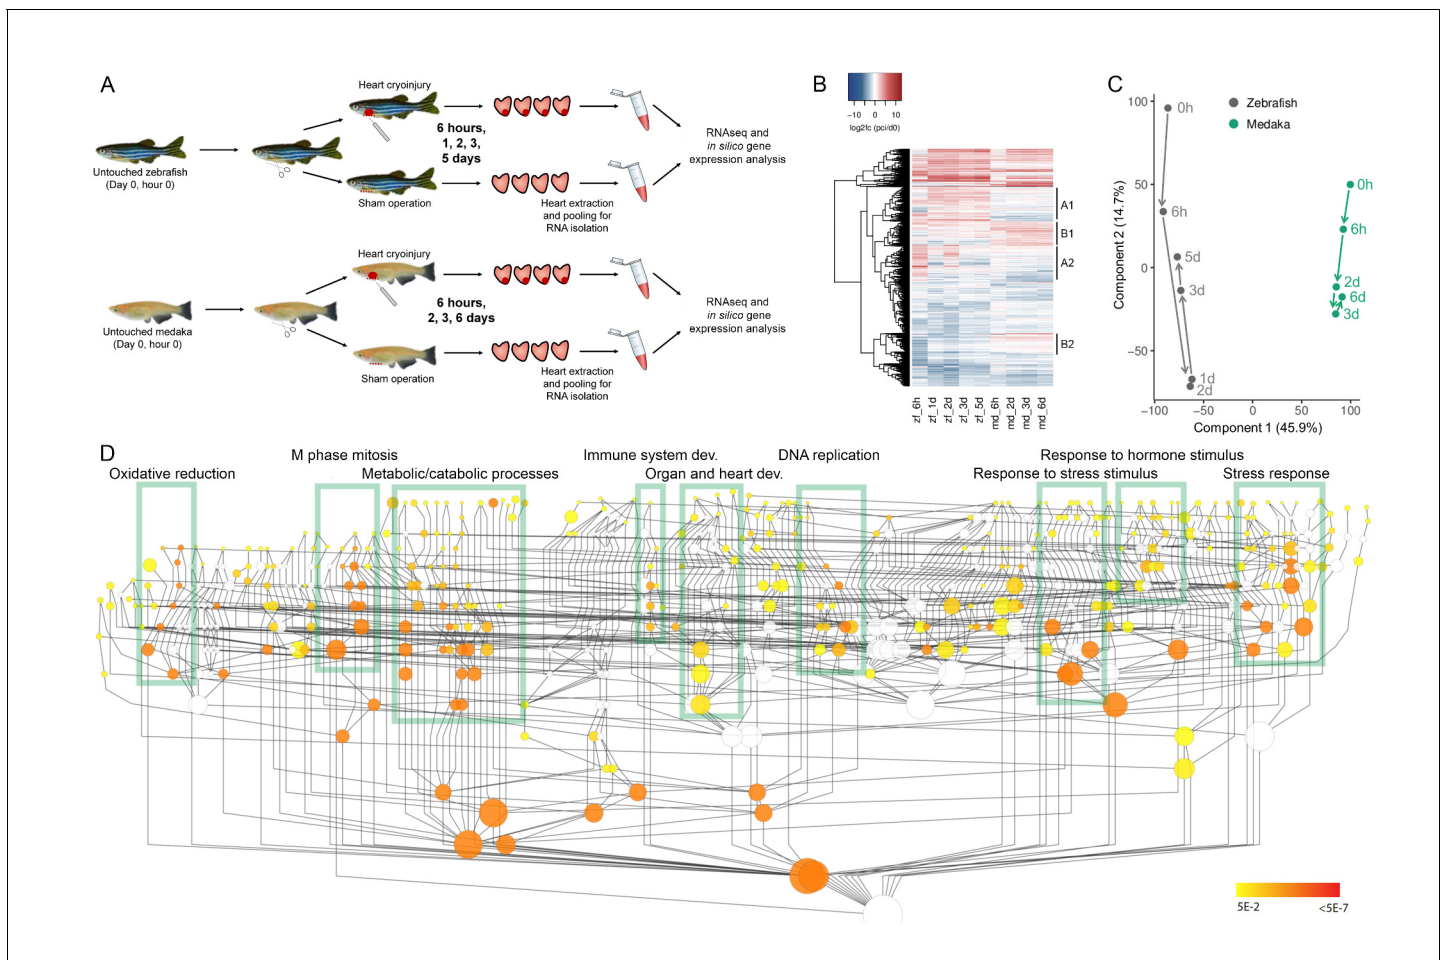 A
Heart cryoinjury
6 hours,
1, 2, 3,
5 days
Untouched zebrafish
(Day 0, hour 0)
Sham operation
Heart extraction
and pooling for
RNA isolation
RNAseq and
in silico gene
expression analysis
Heart cryoinjury
6 hours,
2, 3, 6 days
Untouched medaka
(Day 0, hour 0)
Sham operation
Heart extraction
and pooling for
RNA isolation
RNAseq and
in silico gene
expression analysis
B
−10 0 10
log2fc (pci/d0)
A1
B1
A2
B2
zf_6h
zf_1d
zf_2d
zf_3d
zf_5d
md_6h
md_2d
md_3d
md_6d
C
Zebrafish
Medaka
Component 2 (14.7%)
100
50
0
−50
0h
6h
5d
3d
1d
2d
0h
6h
2d
6d
3d
−100 −50 0 50 100
Component 1 (45.9%)
D
M phase mitosis
Immune system dev.
DNA replication
Response to hormone stimulus
Oxidative reduction
Metabolic/catabolic processes
Organ and heart dev.
Response to stress stimulus
Stress response
5E-2 <5E-7